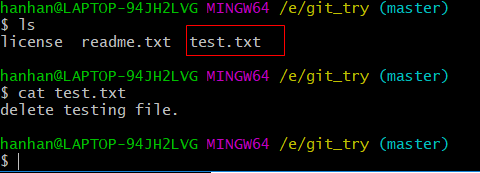 hanhan@LAPTOP-94JH2LVG MINGW64 /e/git_try (master)
$ ls
license  readme.txt  test.txt
hanhan@LAPTOP-94JH2LVG MINGW64 /e/git_try (master)
$ cat test.txt
delete testing file.
hanhan@LAPTOP-94JH2LVG MINGW64 /e/git_try (master)
$